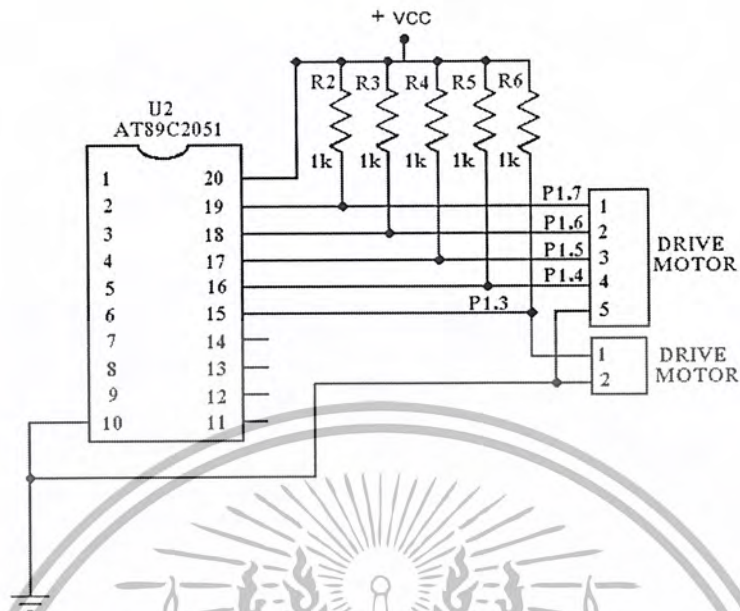 + VCC
R2 R3 R4 R5 R6
1k 1k 1k 1k 1k
U2
AT89C2051
1 20
2 19
3 18
4 17
5 16
6 15
7 14
8 13
9 12
10 11
P1.7
P1.6
P1.5
P1.4
P1.3
1
2
3
4
5
DRIVE
MOTOR
1
2
DRIVE
MOTOR